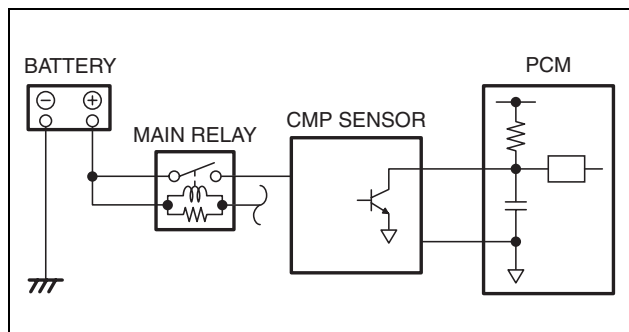 BATTERY
PCM
MAIN RELAY
CMP SENSOR
− +